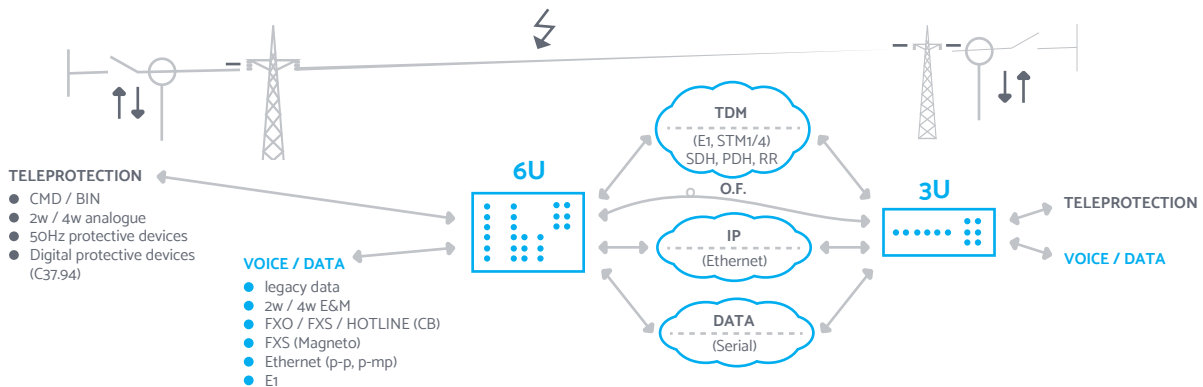 TDM
(E1, STM1/4)
SDH, PDH, RR
6U
O.F.
3U
TELEPROTECTION
CMD / BIN
2w / 4w analogue
50Hz protective devices
Digital protective devices
(C37.94)
IP
(Ethernet)
TELEPROTECTION
VOICE / DATA
VOICE / DATA
legacy data
2w / 4w E&M
FXO / FXS / HOTLINE (CB)
FXS (Magneto)
Ethernet (p-p, p-mp)
E1
DATA
(Serial)